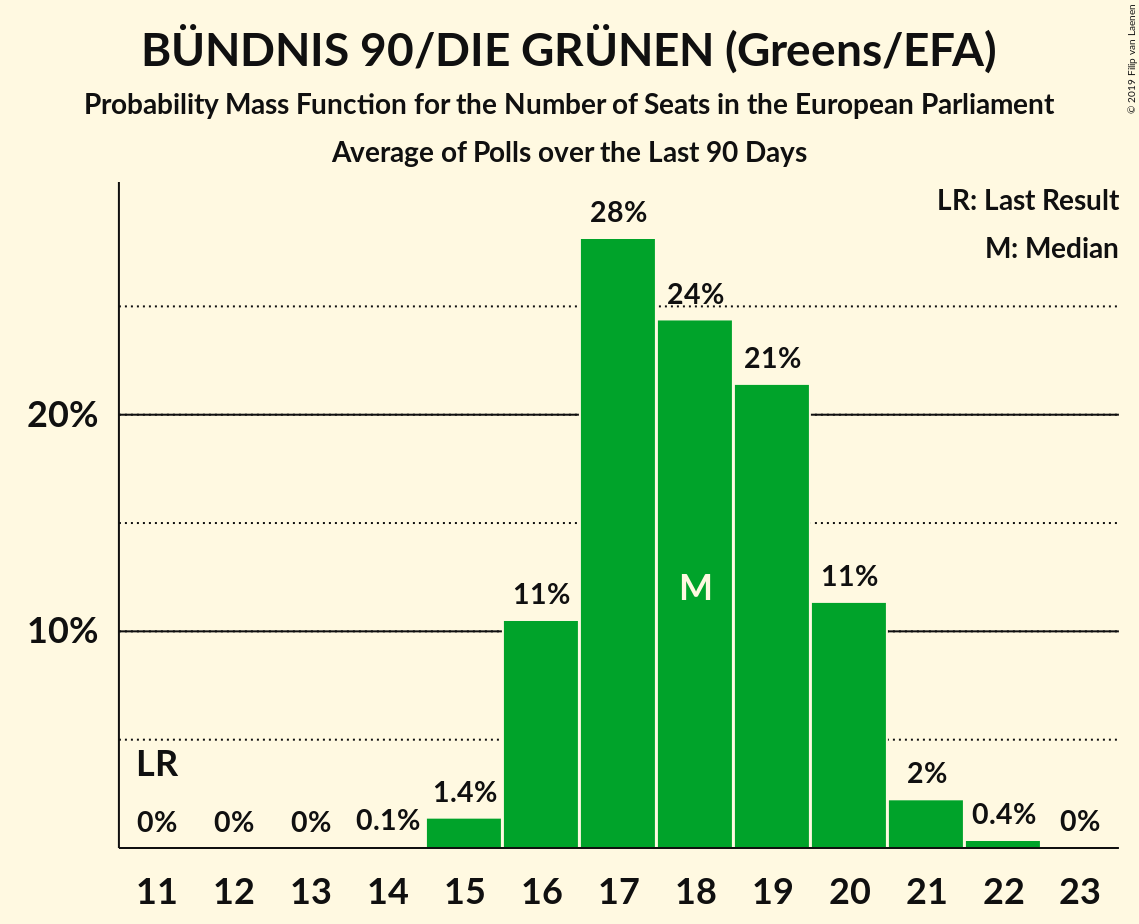 BÜNDNIS 90/DIE GRÜNEN (Greens/EFA)
Probability Mass Function for the Number of Seats in the European Parliament
Average of Polls over the Last 90 Days
© 2019 Filip van Laenen
LR: Last Result
M: Median
28%
24%
21%
20%
11%
11%
M
10%
LR
0%
0%
0%
0.1%
1.4%
2%
0.4%
0%
11 12 13 14 15 16 17 18 19 20 21 22 23